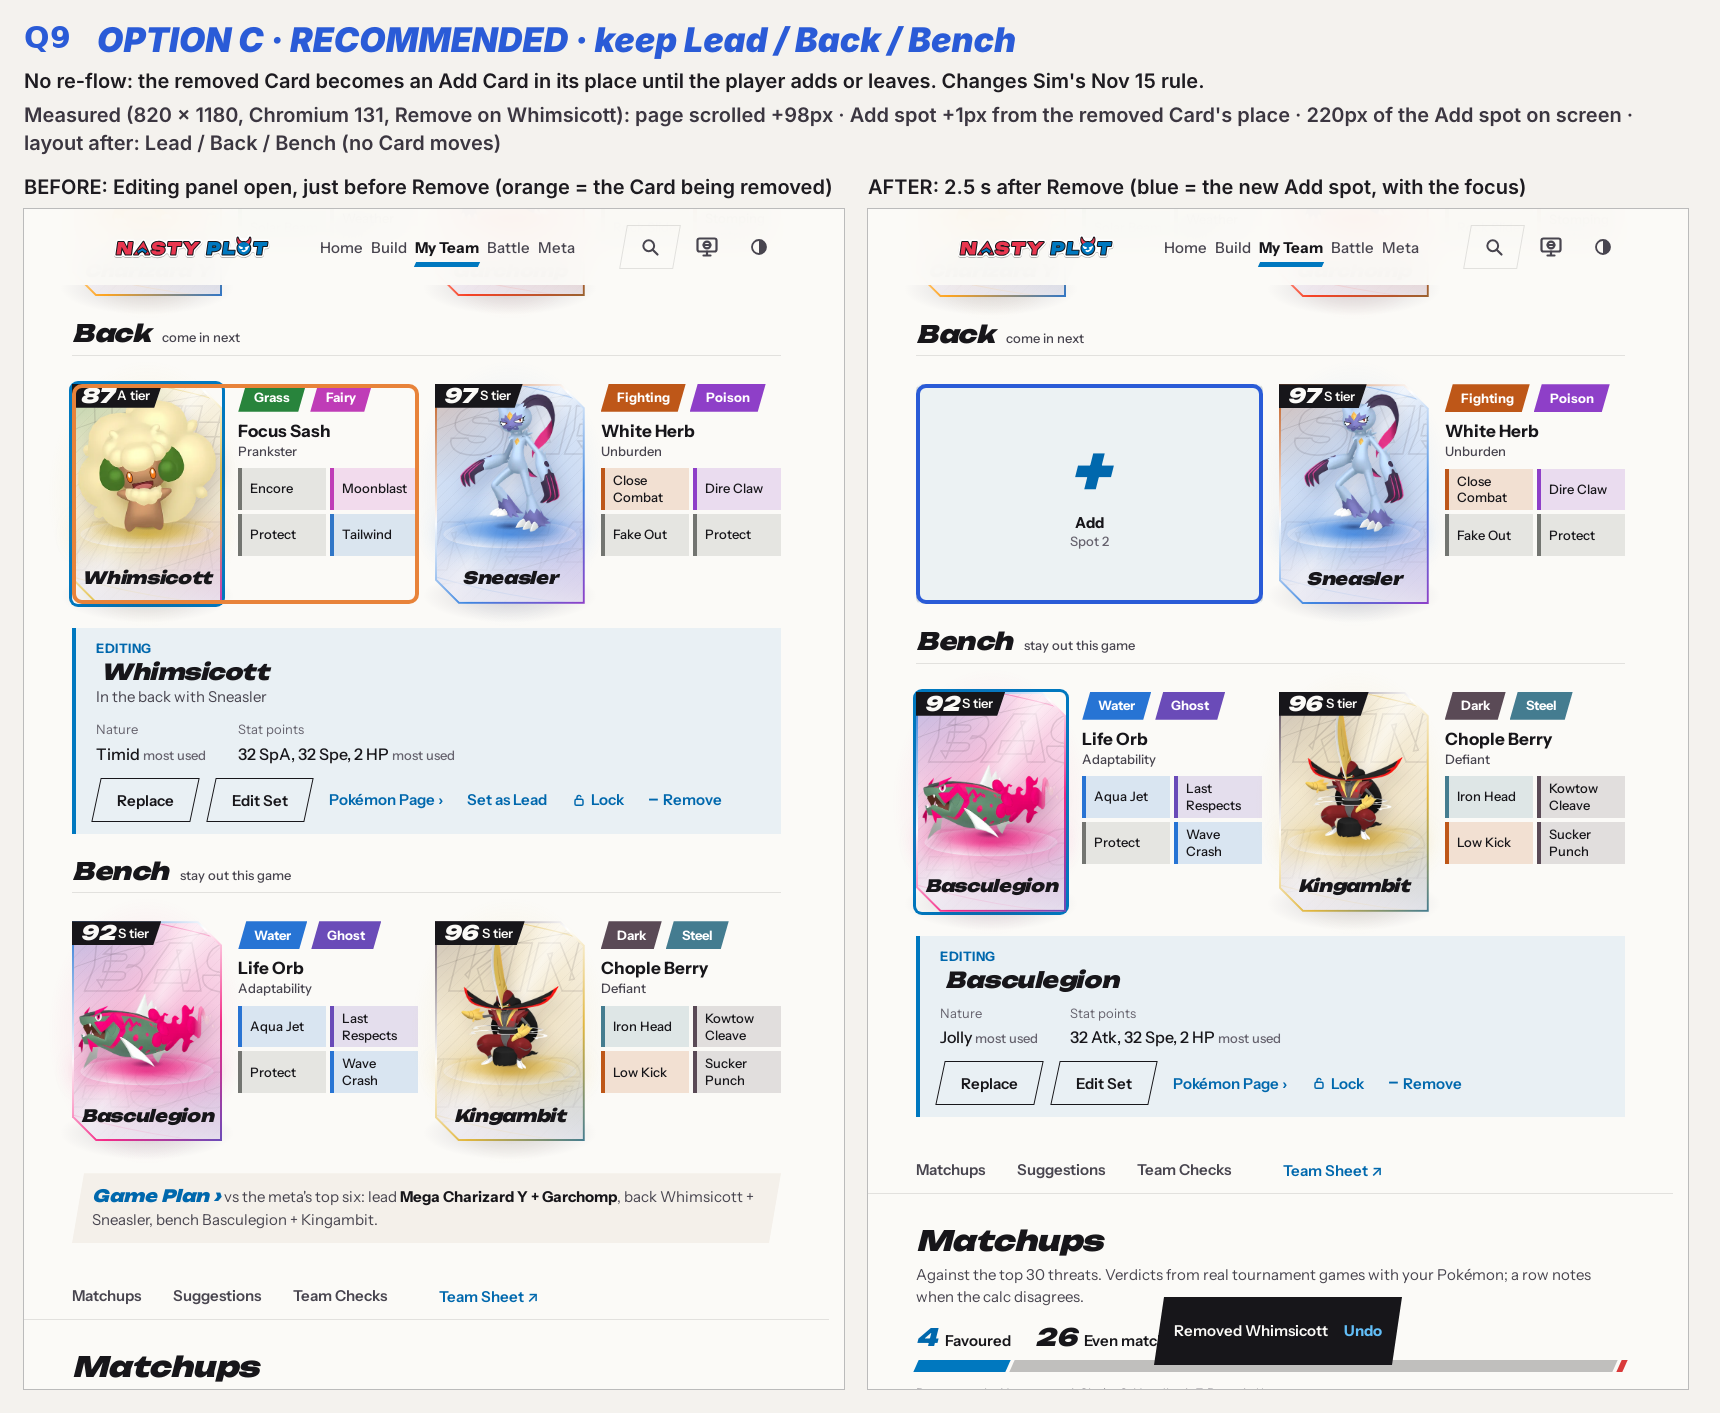 Q9 OPTION C · RECOMMENDED · keep Lead / Back / Bench
No re-flow: the removed Card becomes an Add Card in its place until the player adds or leaves. Changes Sim's Nov 15 rule.
Measured (820 × 1180, Chromium 131, Remove on Whimsicott): page scrolled +98px · Add spot +1px from the removed Card's place · 220px of the Add spot on screen ·
layout after: Lead / Back / Bench (no Card moves)
BEFORE: Editing panel open, just before Remove (orange = the Card being removed)
NASTY PLOT
Home Build My Team Battle Meta
Back come in next
87 A tier
Grass Fairy
Focus Sash
Prankster
Encore Moonblast
Protect Tailwind
Whimsicott
97 S tier
Fighting Poison
White Herb
Unburden
Close Combat
Dire Claw
Fake Out Protect
Sneasler
EDITING
Whimsicott
In the back with Sneasler
Nature Stat points
Timid most used 32 SpA, 32 Spe, 2 HP most used
Replace Edit Set Pokémon Page › Set as Lead Lock − Remove
Bench stay out this game
92 S tier
Water Ghost
Life Orb
Adaptability
Aqua Jet
Last Respects
Protect
Wave Crash
Basculegion
96 S tier
Dark Steel
Chople Berry
Defiant
Iron Head
Kowtow Cleave
Low Kick
Sucker Punch
Kingambit
Game Plan › vs the meta's top six: lead Mega Charizard Y + Garchomp, back Whimsicott +
Sneasler, bench Basculegion + Kingambit.
Matchups Suggestions Team Checks Team Sheet ↗
Matchups
AFTER: 2.5 s after Remove (blue = the new Add spot, with the focus)
NASTY PLOT
Home Build My Team Battle Meta
Back come in next
Add
Spot 2
97 S tier
Fighting Poison
White Herb
Unburden
Close Combat
Dire Claw
Fake Out Protect
Sneasler
Bench stay out this game
92 S tier
Water Ghost
Life Orb
Adaptability
Aqua Jet
Last Respects
Protect
Wave Crash
Basculegion
96 S tier
Dark Steel
Chople Berry
Defiant
Iron Head
Kowtow Cleave
Low Kick
Sucker Punch
Kingambit
EDITING
Basculegion
Nature Stat points
Jolly most used 32 Atk, 32 Spe, 2 HP most used
Replace Edit Set Pokémon Page › Lock − Remove
Matchups Suggestions Team Checks Team Sheet ↗
Matchups
Against the top 30 threats. Verdicts from real tournament games with your Pokémon; a row notes
when the calc disagrees.
4 Favoured 26 Even
Removed Whimsicott Undo